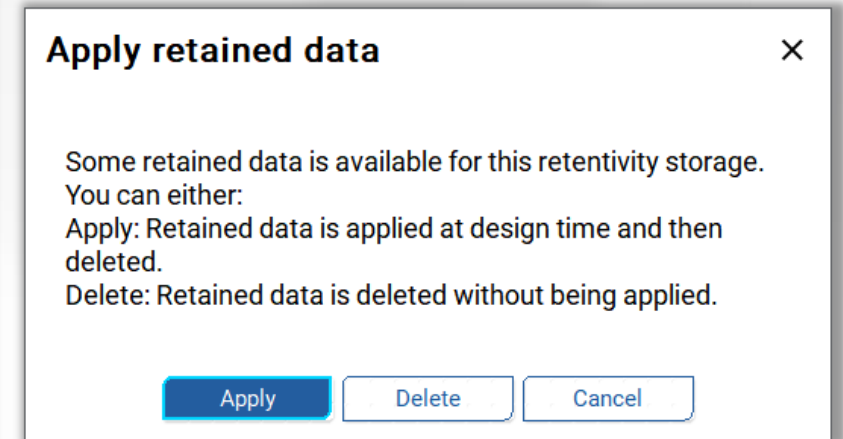 Apply retained data
Some retained data is available for this retentivity storage.
You can either:
Apply: Retained data is applied at design time and then
deleted.
Delete: Retained data is deleted without being applied.
Apply
Delete
Cancel